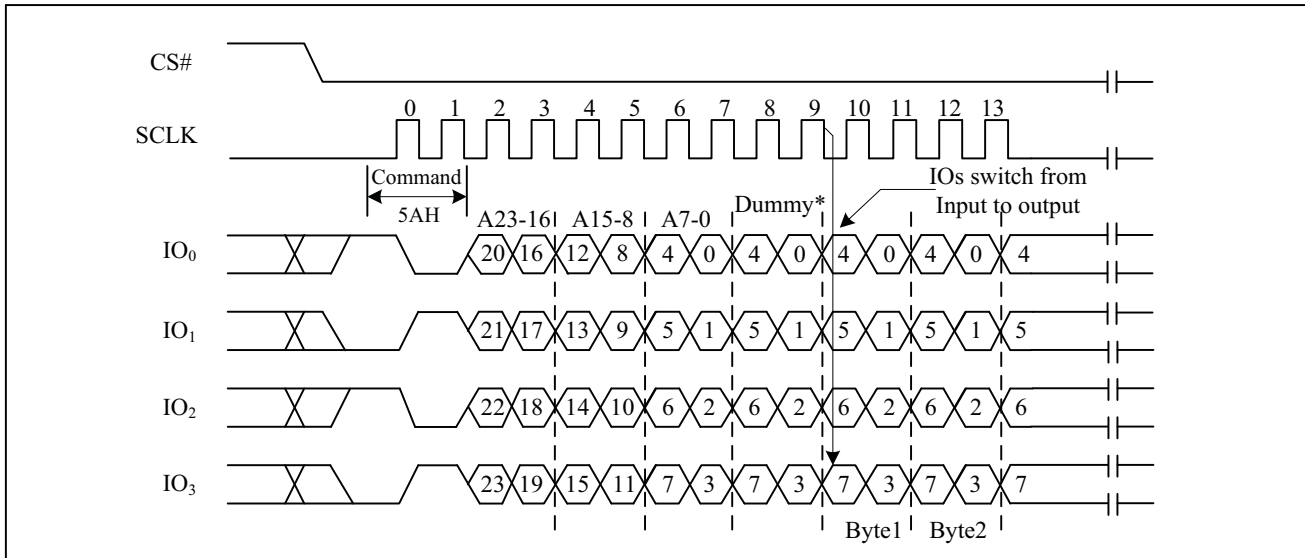 CS#
SCLK
0 1 2 3 4 5 6 7 8 9 10 11 12 13
Command
5AH
IOs switch from
Input to output
A23-16 A15-8 A7-0 Dummy*
IO0 20 16 12 8 4 0 4 0 4 0 4 0 4
IO1 21 17 13 9 5 1 5 1 5 1 5 1 5
IO2 22 18 14 10 6 2 6 2 6 2 6 2 6
IO3 23 19 15 11 7 3 7 3 7 3 7 3 7
Byte1 Byte2